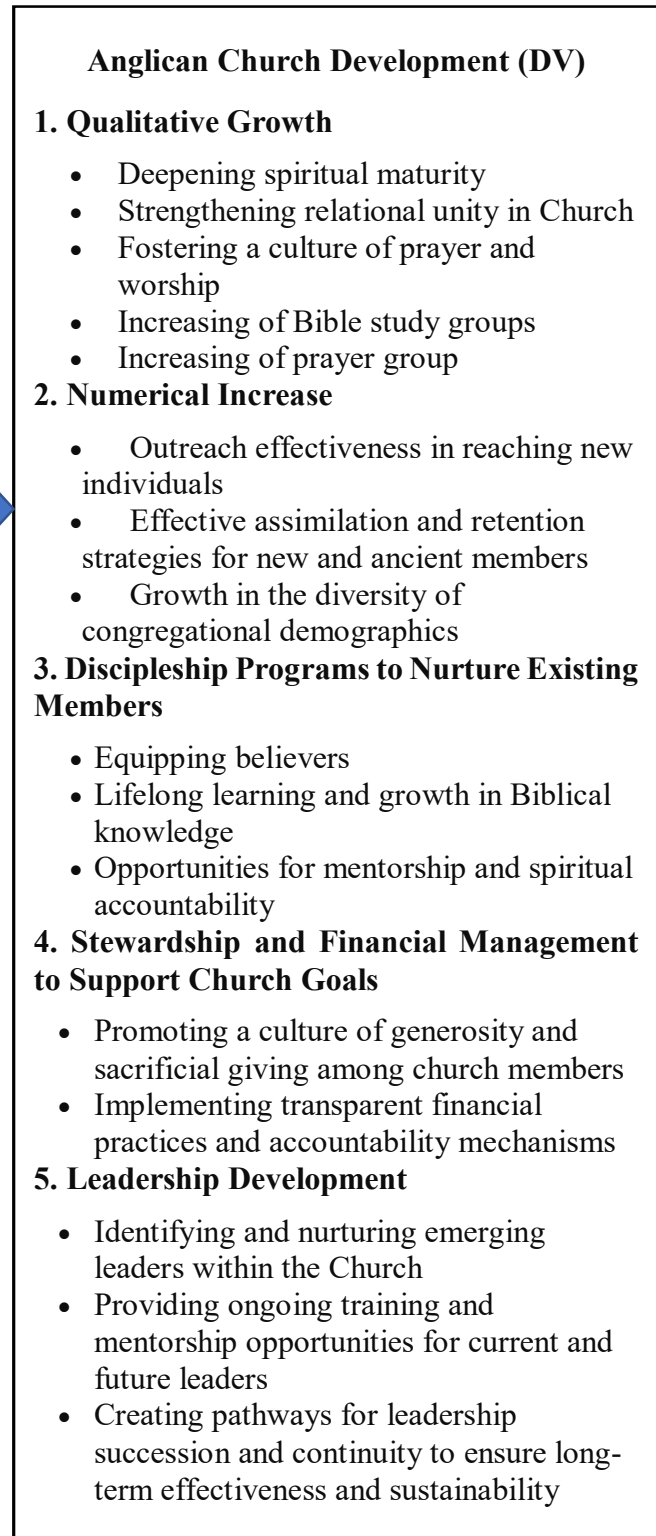 Anglican Church Development (DV)
1. Qualitative Growth
• Deepening spiritual maturity
• Strengthening relational unity in Church
• Fostering a culture of prayer and
worship
• Increasing of Bible study groups
• Increasing of prayer group
2. Numerical Increase
• Outreach effectiveness in reaching new
individuals
• Effective assimilation and retention
strategies for new and ancient members
• Growth in the diversity of
congregational demographics
3. Discipleship Programs to Nurture Existing
Members
• Equipping believers
• Lifelong learning and growth in Biblical
knowledge
• Opportunities for mentorship and spiritual
accountability
4. Stewardship and Financial Management
to Support Church Goals
• Promoting a culture of generosity and
sacrificial giving among church members
• Implementing transparent financial
practices and accountability mechanisms
5. Leadership Development
• Identifying and nurturing emerging
leaders within the Church
• Providing ongoing training and
mentorship opportunities for current and
future leaders
• Creating pathways for leadership
succession and continuity to ensure long-
term effectiveness and sustainability